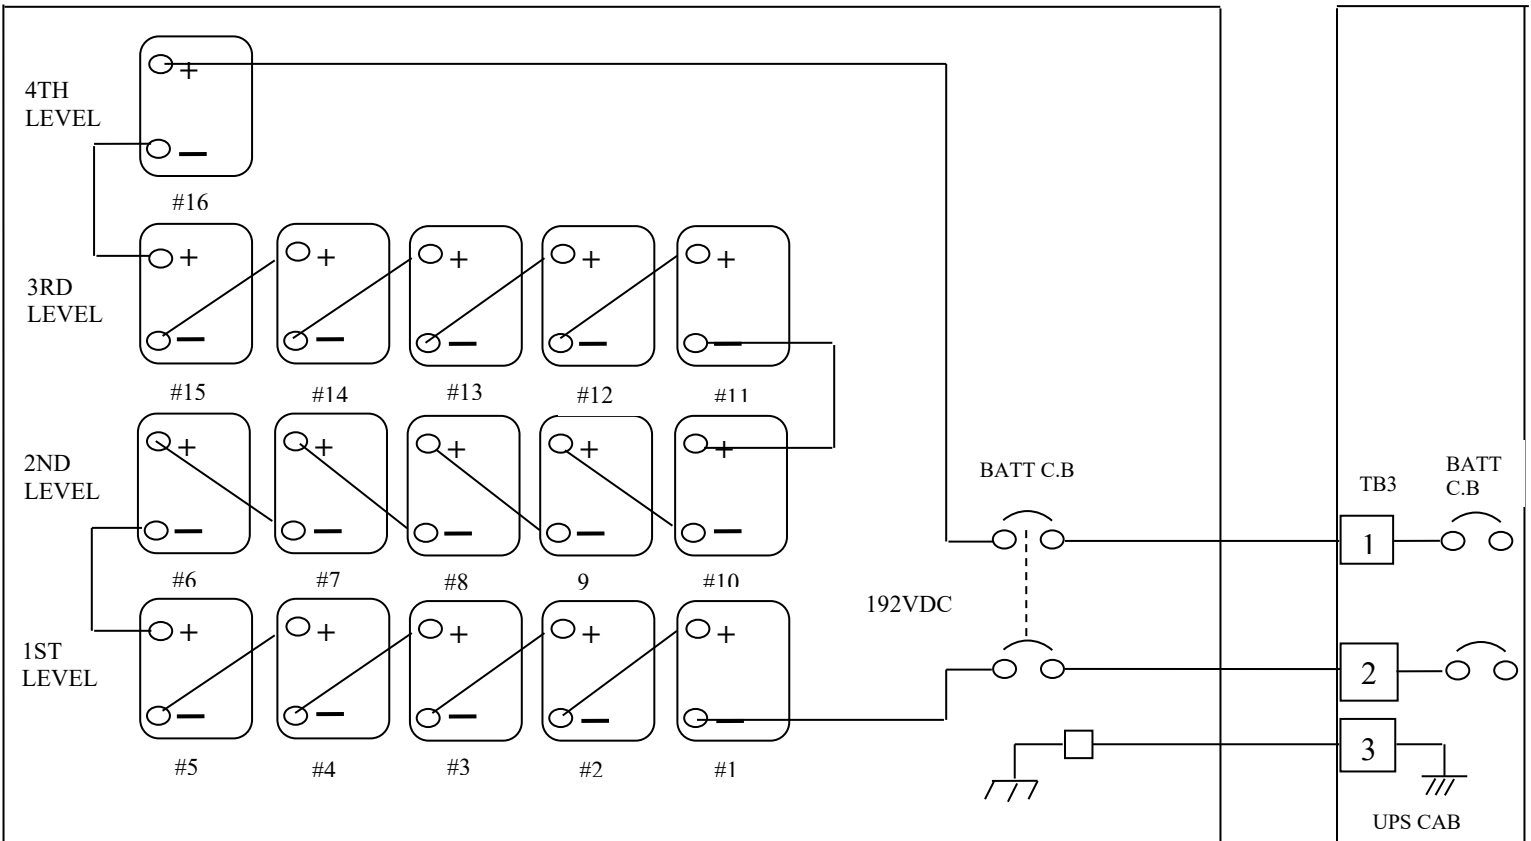 4TH
LEVEL
+
—
#16
3RD
LEVEL
+ + + + +
— — — — —
#15 #14 #13 #12 #11
2ND
LEVEL
+ + + + +
— — — — —
#6 #7 #8 9 #10
1ST
LEVEL
+ + + + +
— — — — —
#5 #4 #3 #2 #1
BATT C.B
192VDC
TB3
BATT
C.B
1
2
3
UPS CAB